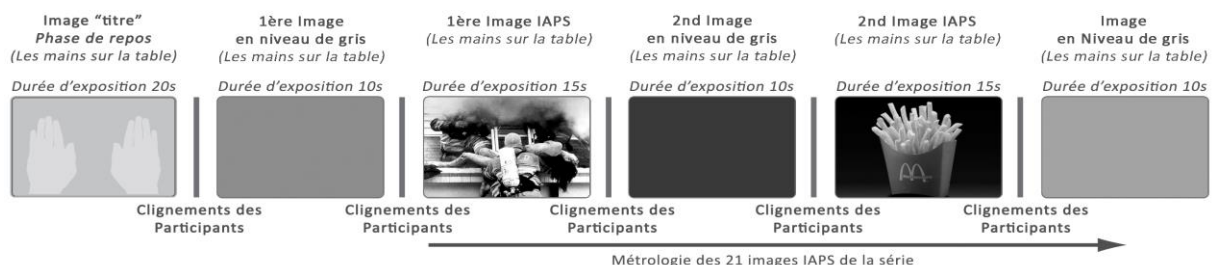 Image “titre”
Phase de repos
(Les mains sur la table)
Durée d’exposition 20s
1ère Image
en niveau de gris
(Les mains sur la table)
Durée d’exposition 10s
1ère Image IAPS
(Les mains sur la table)
Durée d’exposition 15s
2nd Image
en niveau de gris
(Les mains sur la table)
Durée d’exposition 10s
2nd Image IAPS
(Les mains sur la table)
Durée d’exposition 15s
Image
en Niveau de gris
(Les mains sur la table)
Durée d’exposition 10s
Clignements des
Participants
Clignements des
Participants
Clignements des
Participants
Clignements des
Participants
Clignements des
Participants
Métrologie des 21 images IAPS de la série